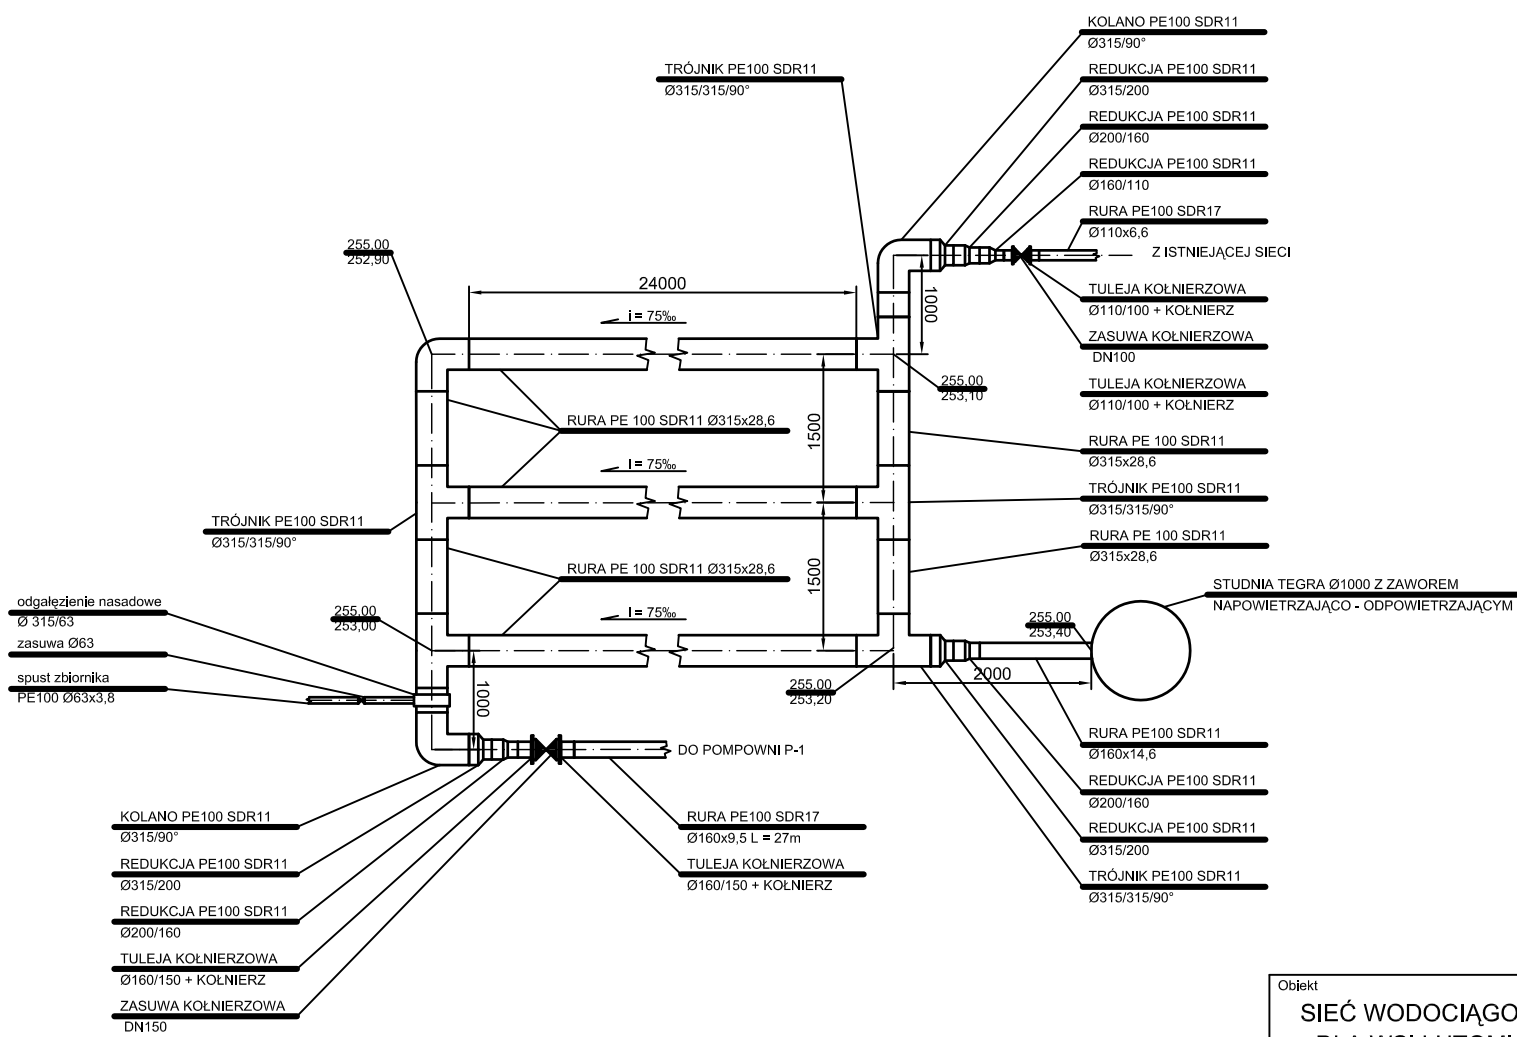 KOLANO PE100 SDR11
Ø315/90°
TRÓJNIK PE100 SDR11
Ø315/315/90°
REDUKCJA PE100 SDR11
Ø315/200
REDUKCJA PE100 SDR11
Ø200/160
REDUKCJA PE100 SDR11
Ø160/110
RURA PE100 SDR17
Ø110x6,6
Z ISTNIEJĄCEJ SIECI
255.00
252,90
24000
i = 75‰
1000
TULEJA KOŁNIERZOWA
Ø110/100 + KOŁNIERZ
ZASUWA KOŁNIERZOWA
DN100
255.00
253,10
TULEJA KOŁNIERZOWA
Ø110/100 + KOŁNIERZ
RURA PE 100 SDR11 Ø315x28,6
1500
RURA PE 100 SDR11
Ø315x28,6
I = 75‰
TRÓJNIK PE100 SDR11
Ø315/315/90°
TRÓJNIK PE100 SDR11
Ø315/315/90°
RURA PE 100 SDR11
Ø315x28,6
RURA PE 100 SDR11 Ø315x28,6
1500
STUDNIA TEGRA Ø1000 Z ZAWOREM
NAPOWIETRZAJĄCO - ODPOWIETRZAJĄCYM
odgałęzienie nasadowe
Ø 315/63
255.00
253,00
I = 75‰
255.00
253,40
zasuwa Ø63
spust zbiornika
PE100 Ø63x3,8
1000
255.00
253,20
2000
DO POMPOWNI P-1
RURA PE100 SDR11
Ø160x14,6
REDUKCJA PE100 SDR11
Ø200/160
KOLANO PE100 SDR11
Ø315/90°
RURA PE100 SDR17
Ø160x9,5 L = 27m
REDUKCJA PE100 SDR11
Ø315/200
REDUKCJA PE100 SDR11
Ø315/200
TULEJA KOŁNIERZOWA
Ø160/150 + KOŁNIERZ
TRÓJNIK PE100 SDR11
Ø315/315/90°
REDUKCJA PE100 SDR11
Ø200/160
TULEJA KOŁNIERZOWA
Ø160/150 + KOŁNIERZ
ZASUWA KOŁNIERZOWA
DN150
Obiekt
SIEĆ WODOCIĄGO